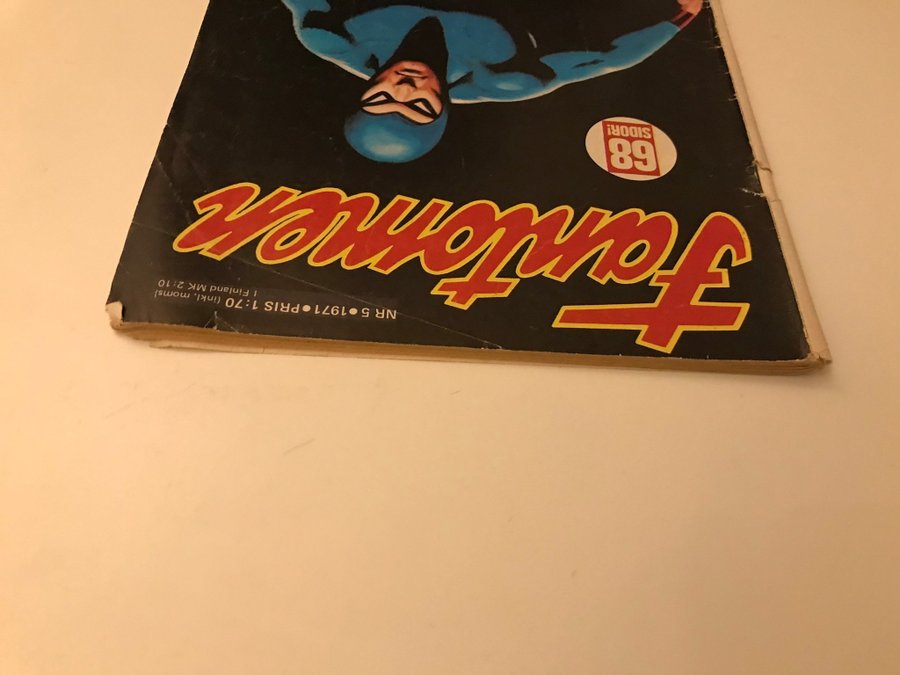 NR 5 ● 1971 ● PRIS 1:70 (inkl. moms)
I Finland MK 2:10
Fantomen
68
SIDOR!